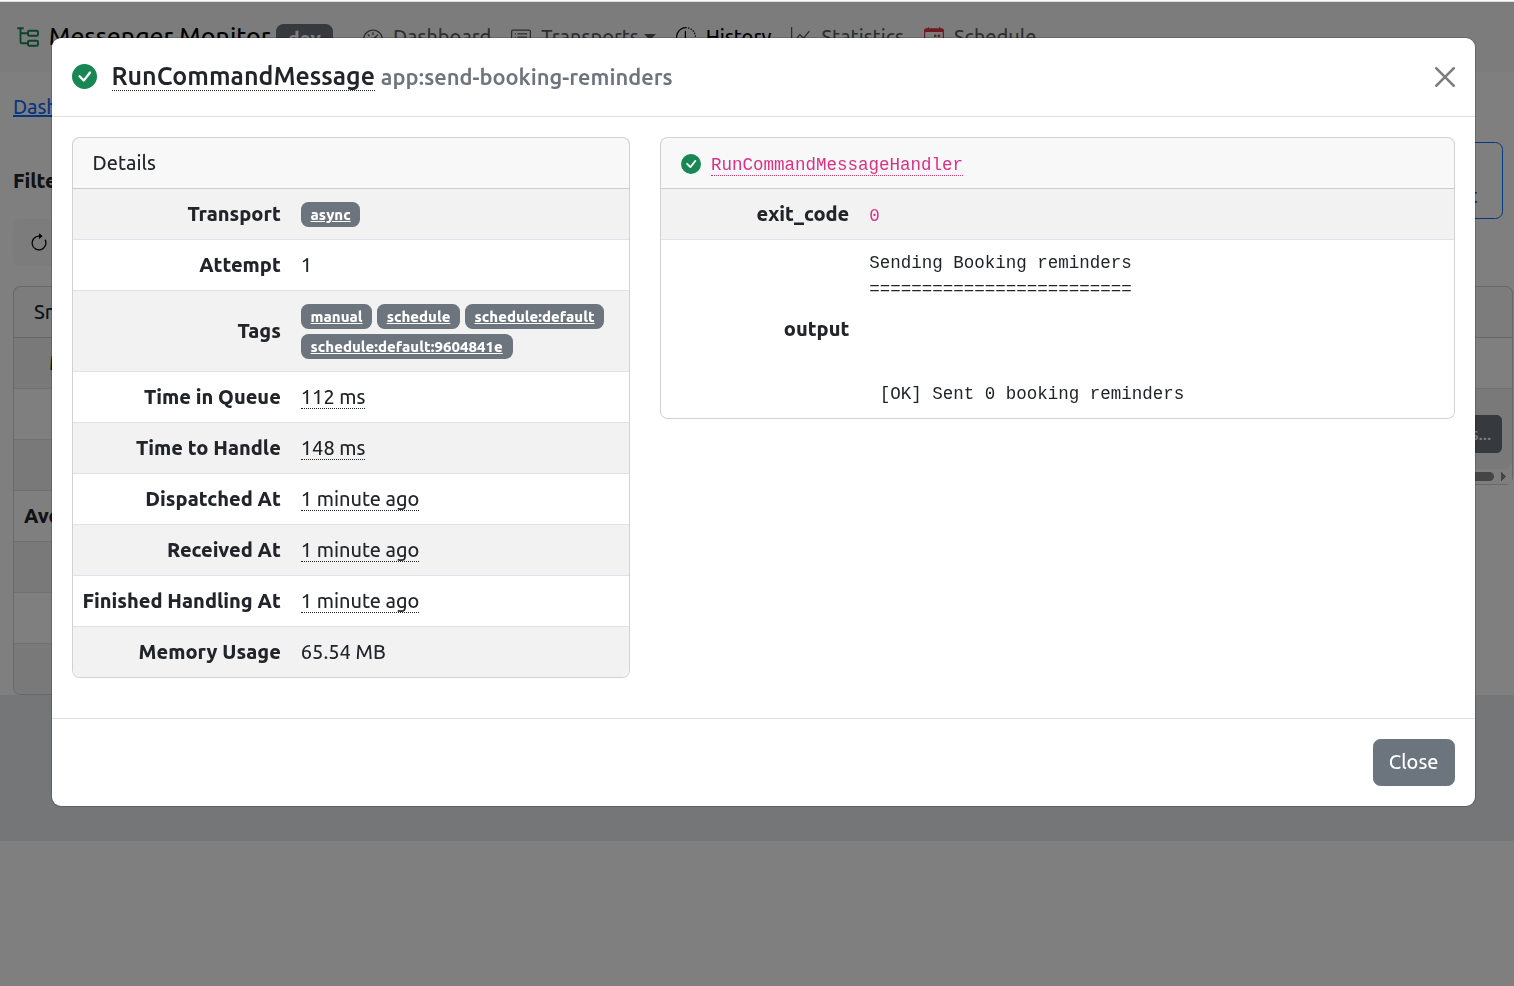 Messenger Monitor dev Dashboard Transports History Statistics Schedule
RunCommandMessage app:send-booking-reminders
Details
Transport async
Attempt 1
Tags manual schedule schedule:default
schedule:default:9604841e
Time in Queue 112 ms
Time to Handle 148 ms
Dispatched At 1 minute ago
Received At 1 minute ago
Finished Handling At 1 minute ago
Memory Usage 65.54 MB
RunCommandMessageHandler
exit_code 0
output
Sending Booking reminders
=========================
[OK] Sent 0 booking reminders
Close